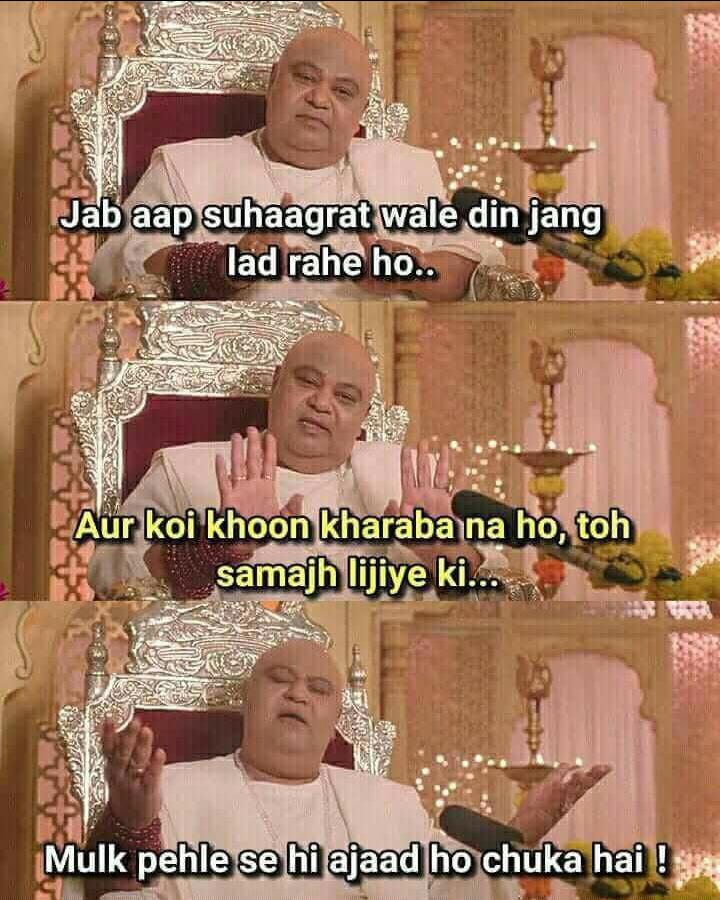 Jab aap suhaagrat wale din jang
lad rahe ho..
Aur koi khoon kharaba na ho, toh
samajh lijiye ki...
Mulk pehle se hi ajaad ho chuka hai !